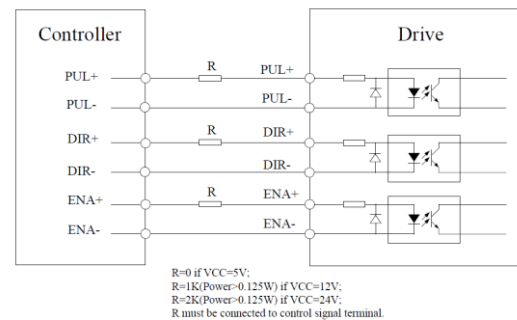 Controller Drive
PUL+ R PUL+
PUL- PUL-
DIR+ R DIR+
DIR- DIR-
ENA+ R ENA+
ENA- ENA-
R=0 if VCC=5V;
R=1K(Power>0.125W) if VCC=12V;
R=2K(Power>0.125W) if VCC=24V;
R must be connected to control signal terminal.